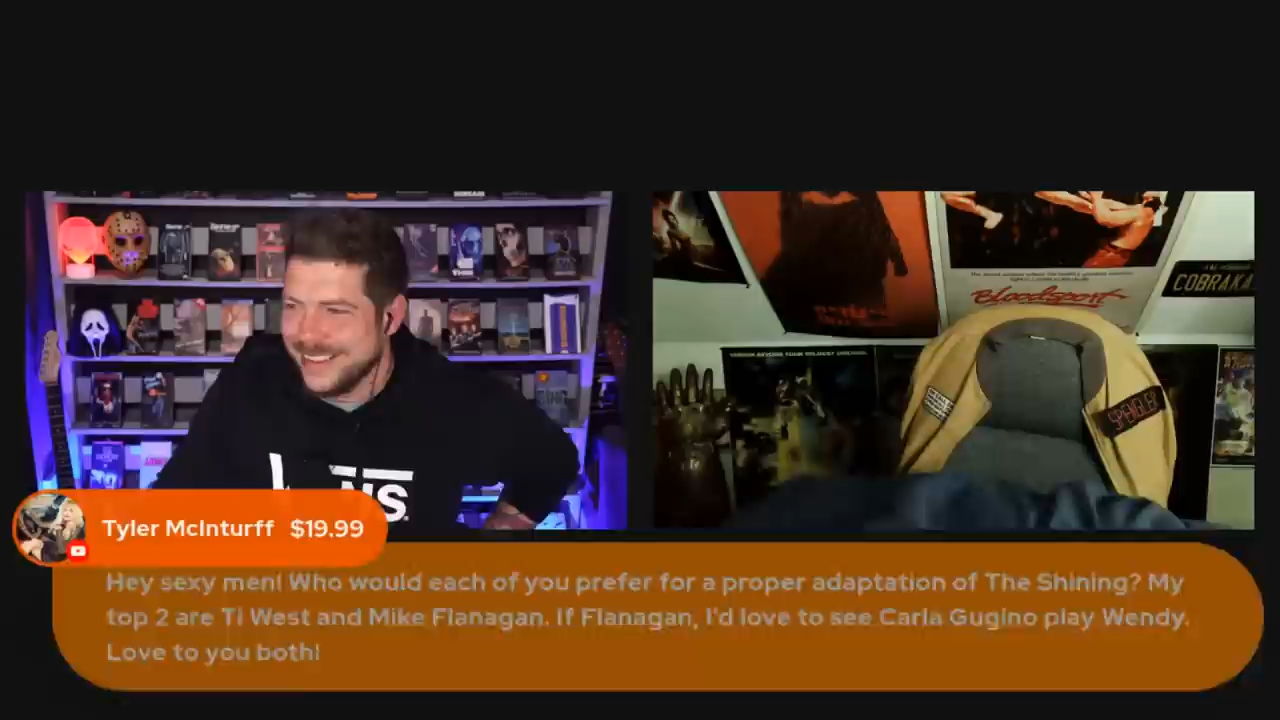 Bloodsport
COBRAKA
SPENGLER
Tyler McInturff $19.99
Hey sexy men! Who would each of you prefer for a proper adaptation of The Shining? My
top 2 are Ti West and Mike Flanagan. If Flanagan, I'd love to see Carla Gugino play Wendy.
Love to you both!